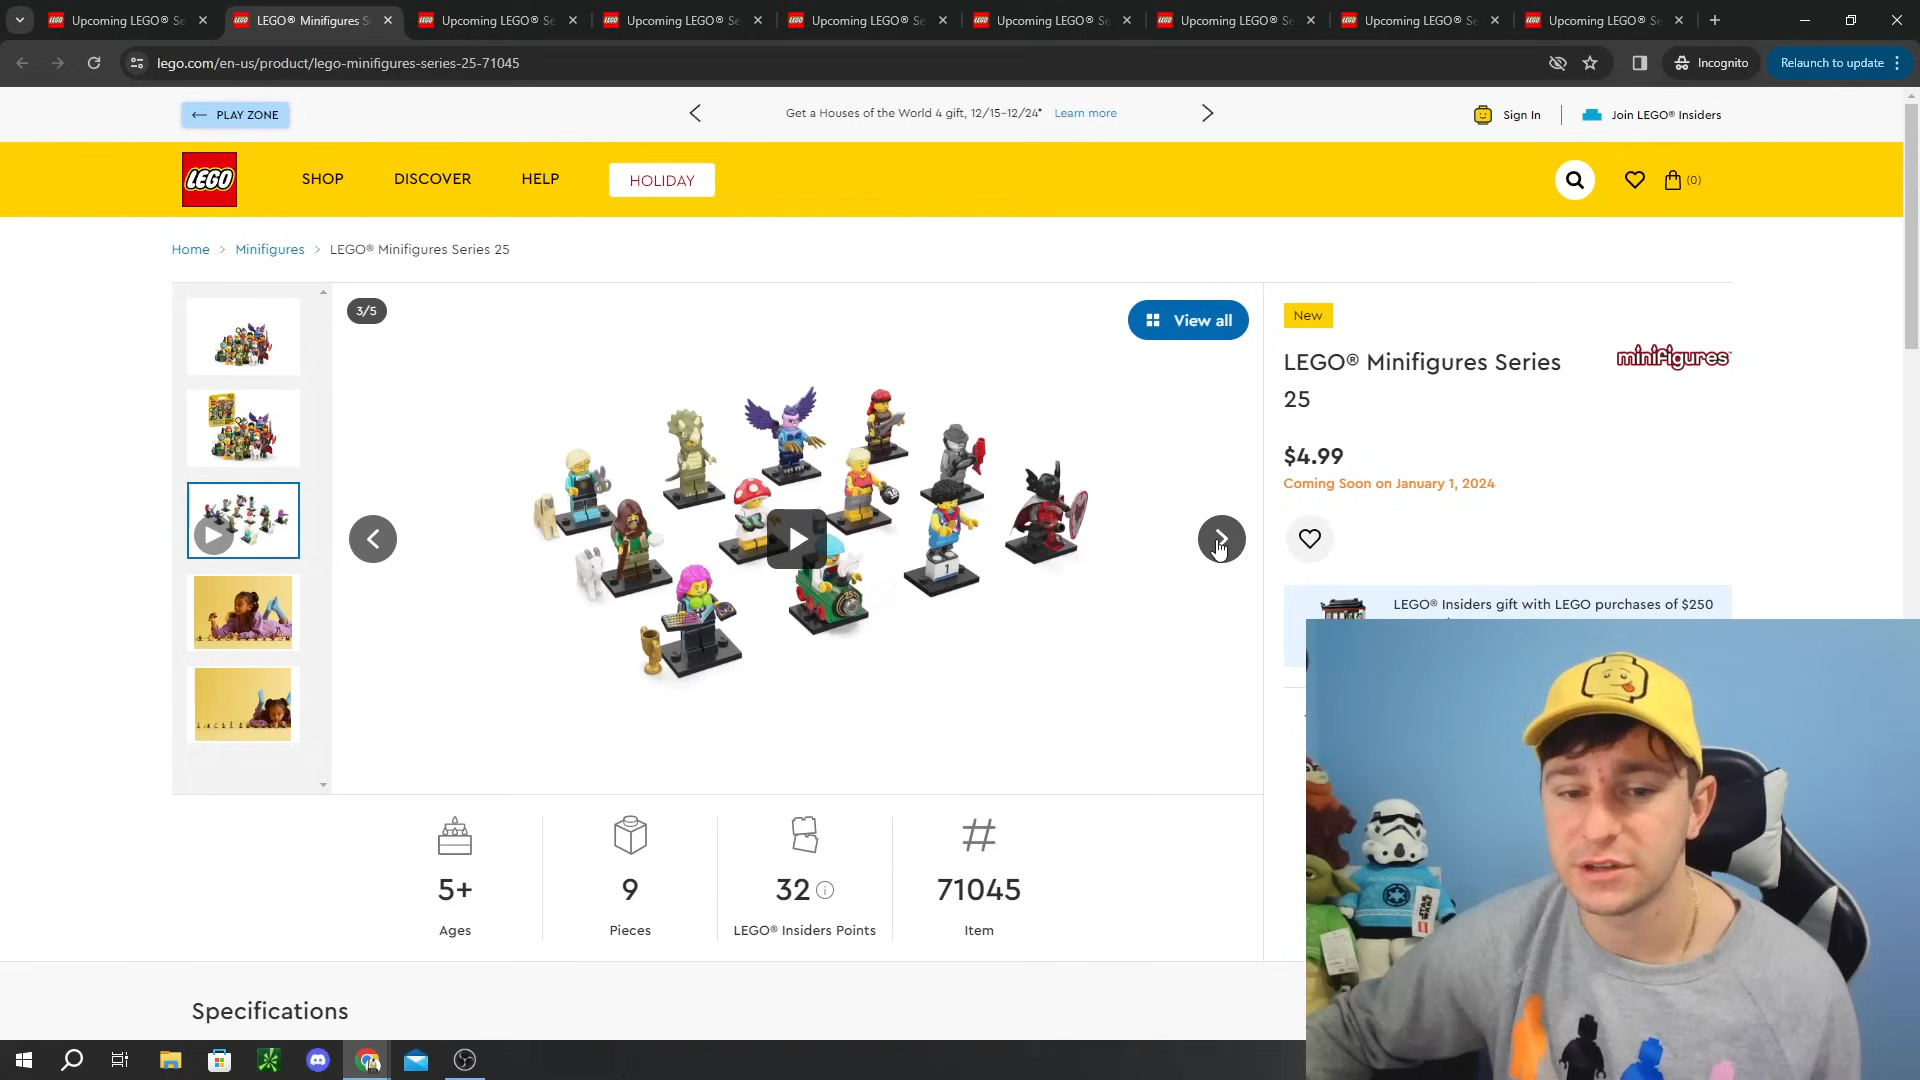 Upcoming LEGO® Se
LEGO® Minifigures S
Upcoming LEGO® Se
Upcoming LEGO® Se
Upcoming LEGO® Se
Upcoming LEGO® Se
Upcoming LEGO® Se
Upcoming LEGO® Se
Upcoming LEGO® Se
lego.com/en-us/product/lego-minifigures-series-25-71045
Incognito
Relaunch to update
PLAY ZONE
Get a Houses of the World 4 gift, 12/15-12/24* Learn more
Sign In
Join LEGO® Insiders
LEGO
SHOP
DISCOVER
HELP
HOLIDAY
(0)
Home > Minifigures > LEGO® Minifigures Series 25
3/5
View all
New
LEGO® Minifigures Series
25
minifigures
$4.99
Coming Soon on January 1, 2024
LEGO® Insiders gift with LEGO purchases of $250
5+
Ages
9
Pieces
32
LEGO® Insiders Points
71045
Item
Specifications
STAR
WARS